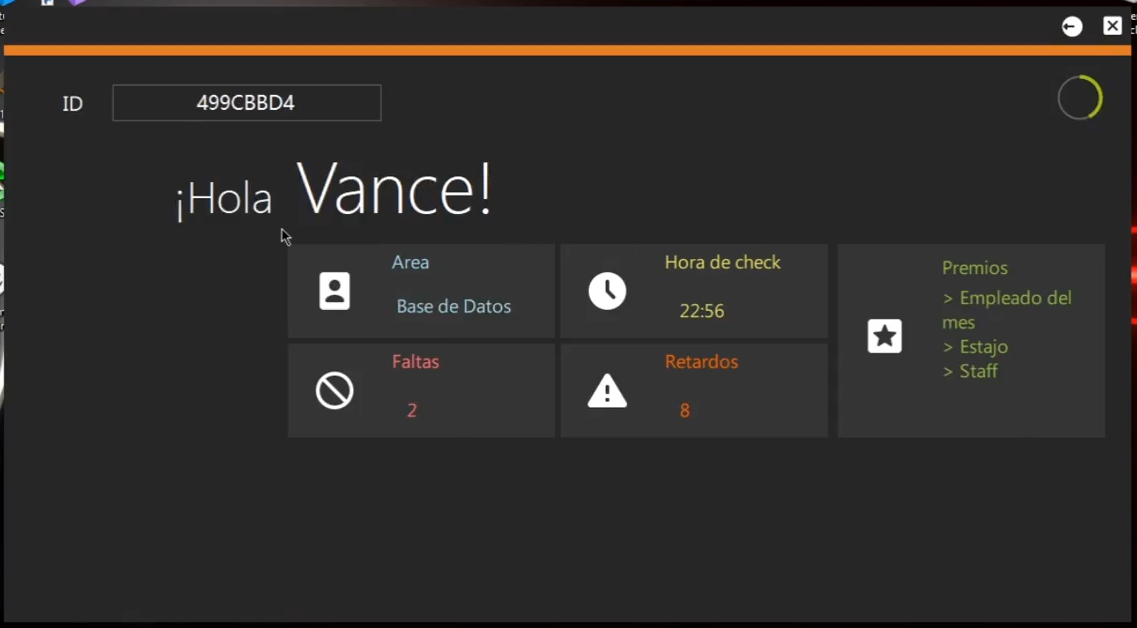 ID
499CBBD4
¡Hola Vance!
Area
Base de Datos
Hora de check
22:56
Premios
> Empleado del
mes
> Estajo
> Staff
Faltas
2
Retardos
8